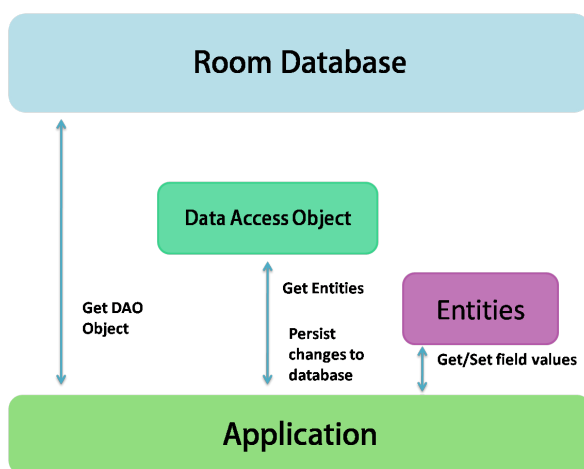 Room Database
Data Access Object
Get Entities
Entities
Get DAO
Object
Persist
changes to
database
Get/Set field values
Application